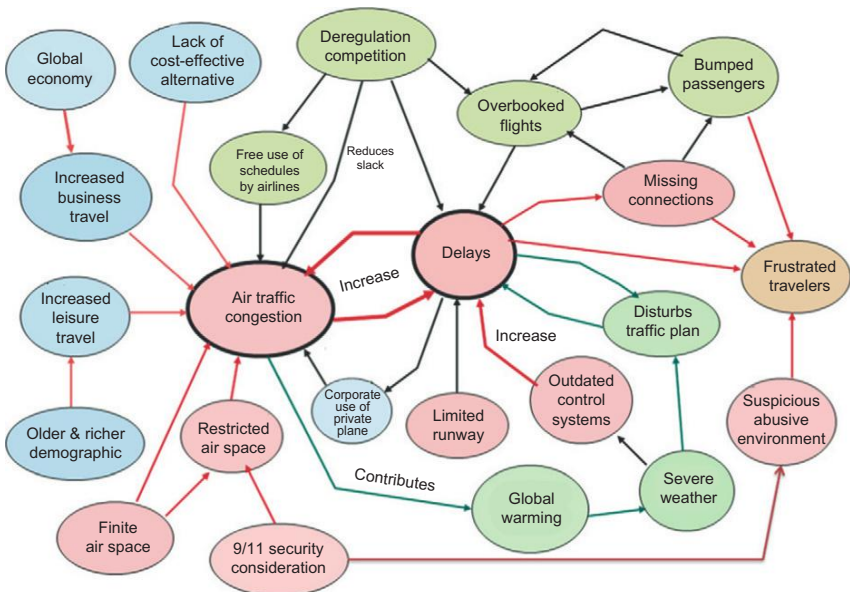 Global
economy
Lack of
cost-effective
alternative
Deregulation
competition
Bumped
passengers
Overbooked
flights
Free use of
schedules
by airlines
Reduces
slack
Increased
business
travel
Missing
connections
Delays
Frustrated
travelers
Increase
Increased
leisure
travel
Air traffic
congestion
Disturbs
traffic plan
Increase
Corporate
use of
private
plane
Limited
runway
Outdated
control
systems
Suspicious
abusive
environment
Older & richer
demographic
Restricted
air space
Contributes
Global
warming
Severe
weather
Finite
air space
9/11 security
consideration